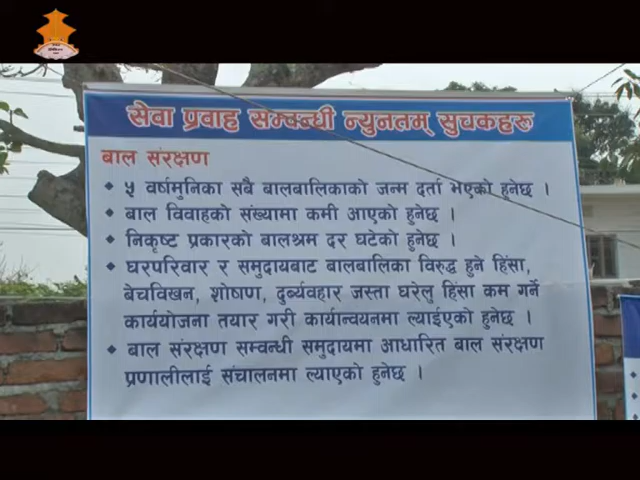 सेवा प्रवाह सम्बन्धी न्युनतम् सुचकहरू
बाल संरक्षण
• ५ वर्षमुनिका सबै बालबालिकाको जन्म दर्ता भएको हुनेछ ।
• बाल विवाहको संख्यामा कमी आएको हुनेछ ।
• निकृष्ट प्रकारको बालश्रम दर घटेको हुनेछ ।
• घरपरिवार र समुदायबाट बालबालिका विरुद्ध हुने हिंसा,
बेचविखन, शोषण, दुर्ब्यवहार जस्ता घरेलु हिंसा कम गर्ने
कार्ययोजना तयार गरी कार्यान्वयनमा ल्याईएको हुनेछ ।
• बाल संरक्षण सम्वन्धी समुदायमा आधारित बाल संरक्षण
प्रणालीलाई संचालनमा ल्याएको हुनेछ ।